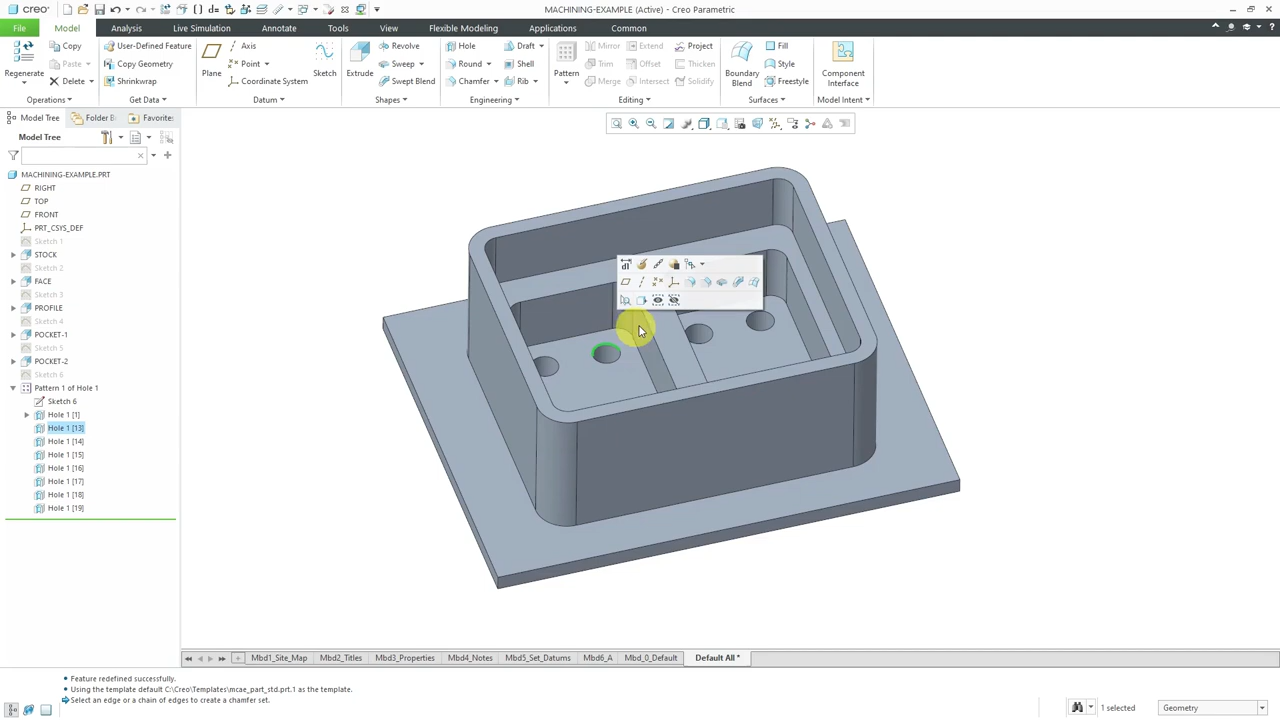 creo
MACHINING-EXAMPLE (Active) - Creo Parametric
File Model Analysis Live Simulation Annotate Tools View Flexible Modeling Applications Common
Regenerate
Copy
Paste
Delete
Operations
User-Defined Feature
Copy Geometry
Shrinkwrap
Get Data
Plane
Axis
Point
Coordinate System
Sketch
Datum
Extrude
Revolve
Sweep
Swept Blend
Shapes
Hole
Round
Chamfer
Draft
Shell
Rib
Engineering
Pattern
Mirror
Trim
Merge
Extend
Offset
Intersect
Project
Thicken
Solidify
Editing
Boundary Blend
Fill
Style
Freestyle
Surfaces
Component Interface
Model Intent
Model Tree Folder B Favorite
Model Tree
MACHINING-EXAMPLE.PRT
RIGHT
TOP
FRONT
PRT_CSYS_DEF
Sketch 1
STOCK
Sketch 2
FACE
Sketch 3
PROFILE
Sketch 4
POCKET-1
Sketch 5
POCKET-2
Sketch 6
Pattern 1 of Hole 1
Sketch 6
Hole 1 [1]
Hole 1 [13]
Hole 1 [14]
Hole 1 [15]
Hole 1 [16]
Hole 1 [17]
Hole 1 [18]
Hole 1 [19]
Mbd1_Site_Map Mbd2_Titles Mbd3_Properties Mbd4_Notes Mbd5_Set_Datums Mbd6_A Mbd_0_Default Default All *
• Feature redefined successfully.
• Using the template default C:\Creo\Templates\mcae_part_std.prt.1 as the template.
Select an edge or a chain of edges to create a chamfer set.
1 selected
Geometry